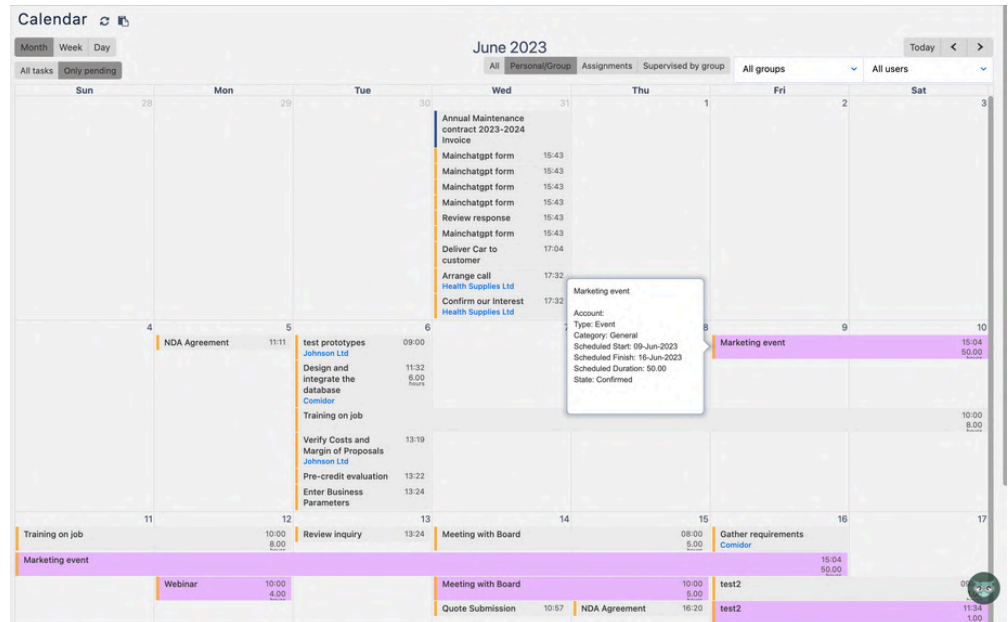 Calendar
Month Week Day
June 2023
Today < >
All tasks Only pending
All Personal/Group Assignments Supervised by group All groups All users
Sun Mon Tue Wed Thu Fri Sat
28 29 30 31 1 2 3
Annual Maintenance
contract 2023-2024
Invoice
Mainchatgpt form 15:43
Mainchatgpt form 15:43
Mainchatgpt form 15:43
Mainchatgpt form 15:43
Review response 15:43
Mainchatgpt form 15:43
Deliver Car to 17:04
customer
Arrange call 17:32
Health Supplies Ltd
Confirm our Interest 17:32
Health Supplies Ltd
Marketing event
Account:
Type: Event
Category: General
Scheduled Start: 09-Jun-2023
Scheduled Finish: 16-Jun-2023
Scheduled Duration: 50.00
State: Confirmed
4 5 6 7 8 9 10
NDA Agreement 11:11
test prototypes 09:00
Johnson Ltd
Marketing event 15:04
50.00
hours
Design and 11:32
integrate the 6.00
hours
database
Comidor
Training on job 10:00
8.00
hours
Verify Costs and 13:19
Margin of Proposals
Johnson Ltd
Pre-credit evaluation 13:22
Enter Business 13:24
Parameters
11 12 13 14 15 16 17
Training on job 10:00
8.00
hours
Review inquiry 13:24
Meeting with Board 08:00
5.00
hours
Gather requirements
Comidor
Marketing event 15:04
50.00
hours
Webinar 10:00
4.00
Meeting with Board 10:00
5.00
test2
Quote Submission 10:57
NDA Agreement 16:20
test2 11:34
1.00